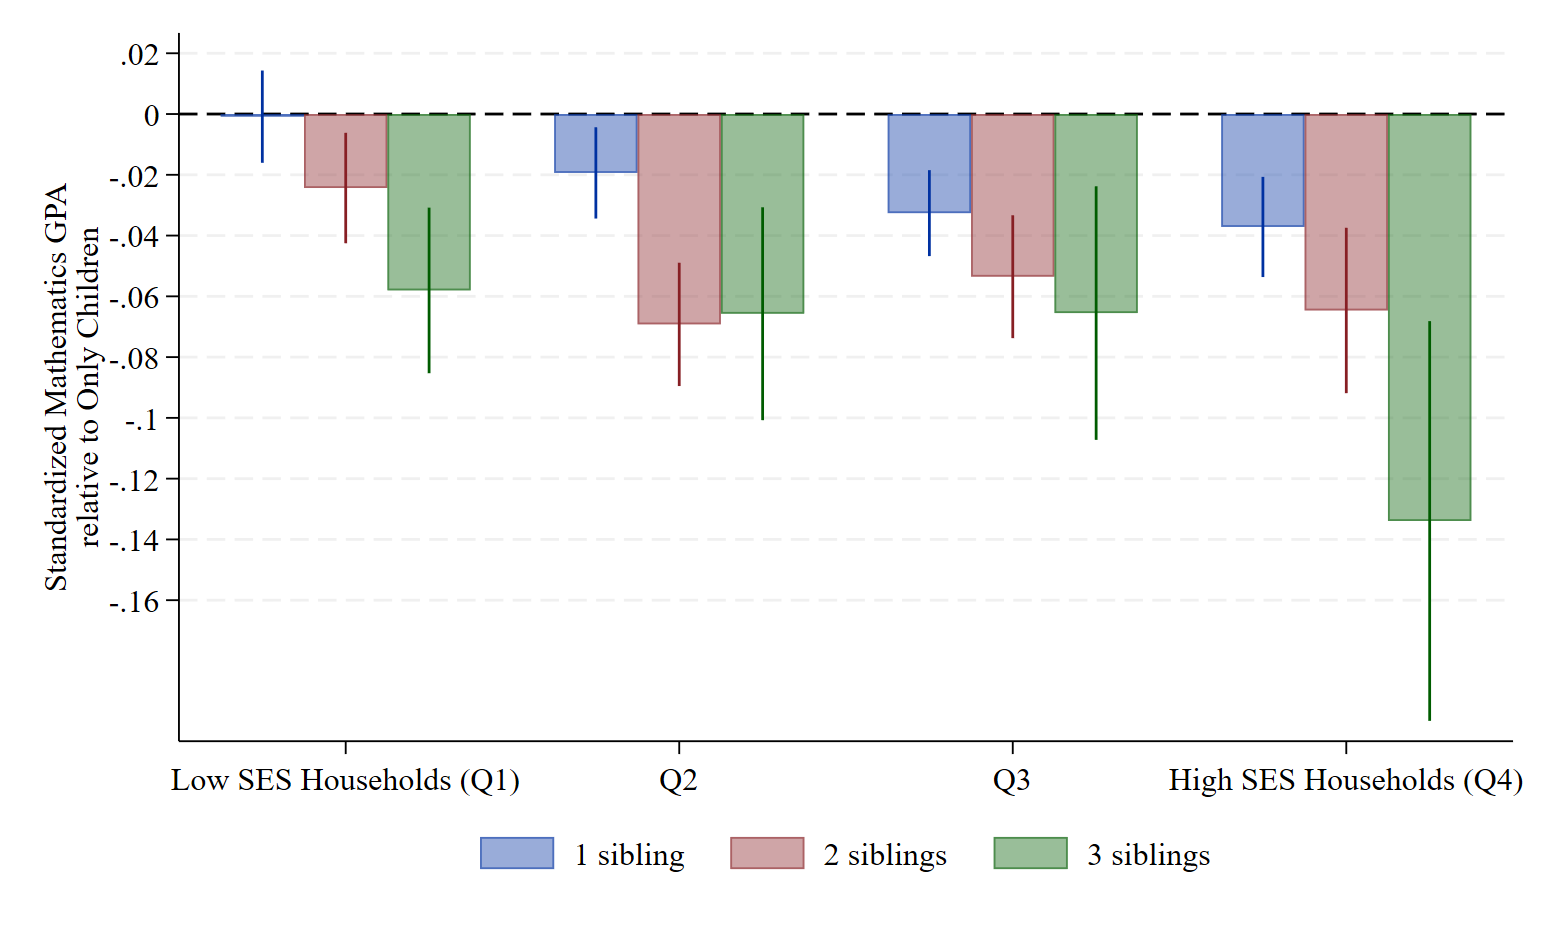 Standardized Mathematics GPA
relative to Only Children
.02
0
-.02
-.04
-.06
-.08
-.1
-.12
-.14
-.16
Low SES Households (Q1) Q2 Q3 High SES Households (Q4)
1 sibling 2 siblings 3 siblings